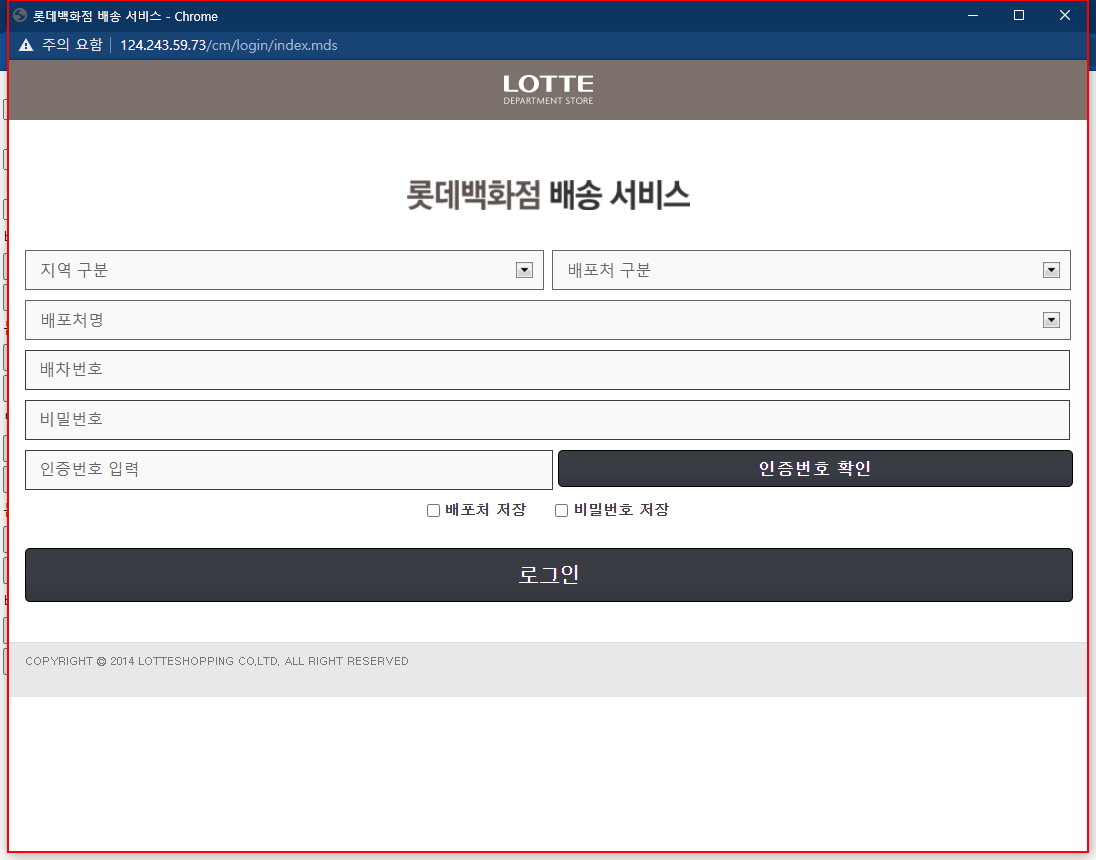 롯데백화점 배송 서비스 - Chrome
주의 요함 124.243.59.73/cm/login/index.mds
LOTTE
DEPARTMENT STORE
롯데백화점 배송 서비스
지역 구분 배포처 구분
배포처명
배차번호
비밀번호
인증번호 입력 인증번호 확인
배포처 저장 비밀번호 저장
로그인
COPYRIGHT © 2014 LOTTESHOPPING CO,LTD, ALL RIGHT RESERVED